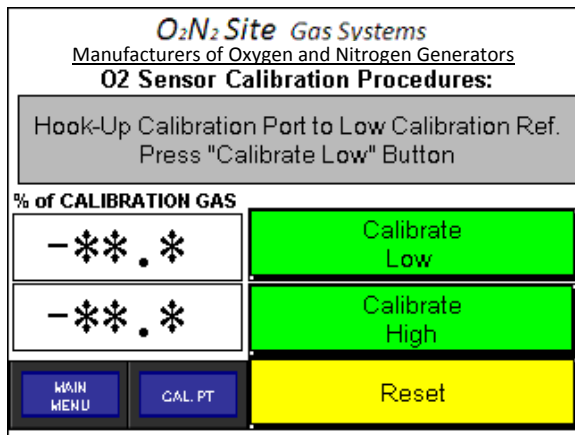 O₂N₂ Site Gas Systems
Manufacturers of Oxygen and Nitrogen Generators
O2 Sensor Calibration Procedures:
Hook-Up Calibration Port to Low Calibration Ref.
Press "Calibrate Low" Button
% of CALIBRATION GAS
-**.*
Calibrate
Low
-**.*
Calibrate
High
MAIN
MENU
CAL. PT
Reset